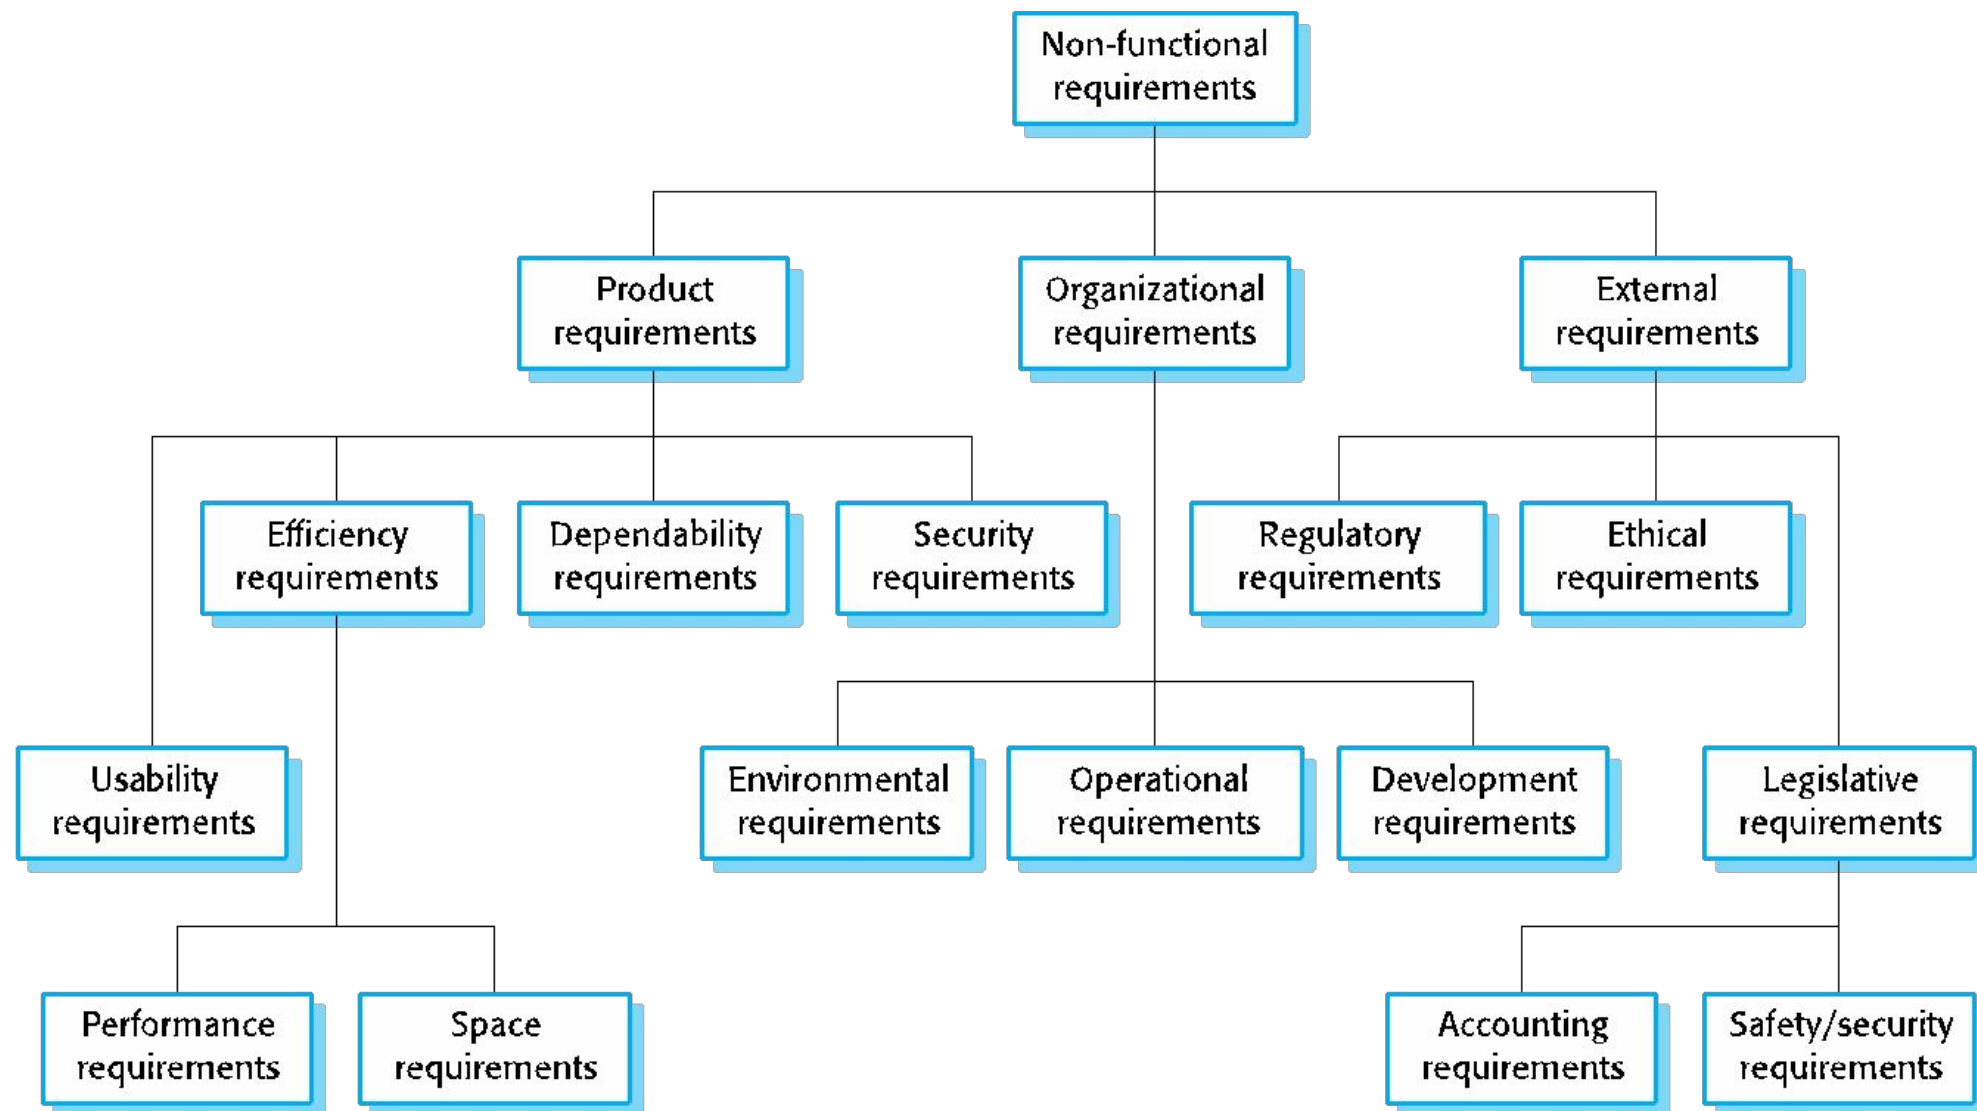 Non-functional
requirements
Product
requirements
Organizational
requirements
External
requirements
Efficiency
requirements
Dependability
requirements
Security
requirements
Regulatory
requirements
Ethical
requirements
Usability
requirements
Environmental
requirements
Operational
requirements
Development
requirements
Legislative
requirements
Performance
requirements
Space
requirements
Accounting
requirements
Safety/security
requirements